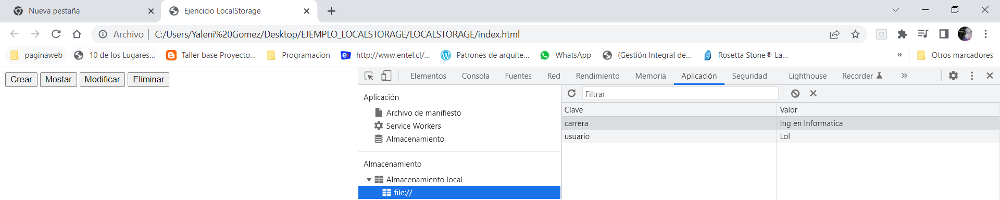 Nueva pestaña
Ejericicio LocalStorage
Archivo | C:/Users/Yaleni%20Gomez/Desktop/EJEMPLO_LOCALSTORAGE/LOCALSTORAGE/index.html
paginaweb 10 de los Lugares... Taller base Proyecto... Programacion http://www.entel.cl/... Patrones de arquite... WhatsApp (Gestión Integral de... Rosetta Stone® La... » Otros marcadores
Crear Mostar Modificar Eliminar
Elementos Consola Fuentes Red Rendimiento Memoria Aplicación Seguridad Lighthouse Recorder »
Aplicación
Archivo de manifiesto
Service Workers
Almacenamiento
Almacenamiento
Almacenamiento local
file://
Filtrar
Clave Valor
carrera Ing en Informatica
usuario Lol